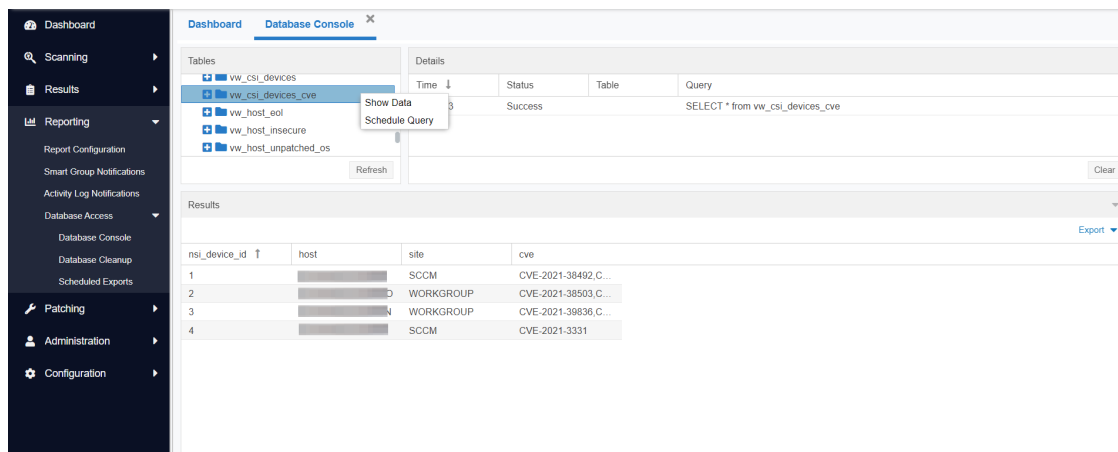 Dashboard
Scanning
Results
Reporting
Report Configuration
Smart Group Notifications
Activity Log Notifications
Database Access
Database Console
Database Cleanup
Scheduled Exports
Patching
Administration
Configuration
Dashboard Database Console
Tables
vw_csi_devices
vw_csi_devices_cve
vw_host_eol
vw_host_insecure
vw_host_unpatched_os
Refresh
Show Data
Schedule Query
Details
Time Status Table Query
3 Success SELECT * from vw_csi_devices_cve
Clear
Results
Export
nsi_device_id host site cve
1 SCCM CVE-2021-38492,C...
2 WORKGROUP CVE-2021-38503,C...
3 WORKGROUP CVE-2021-39836,C...
4 SCCM CVE-2021-3331